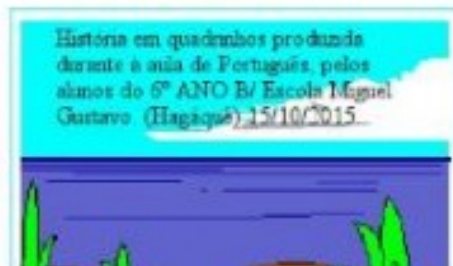 História em quadrinhos produzida
durante a aula de Português, pelos
alunos do 6º ANO B/ Escola Miguel
Gustavo. (Hagáquê) 15/10/2015